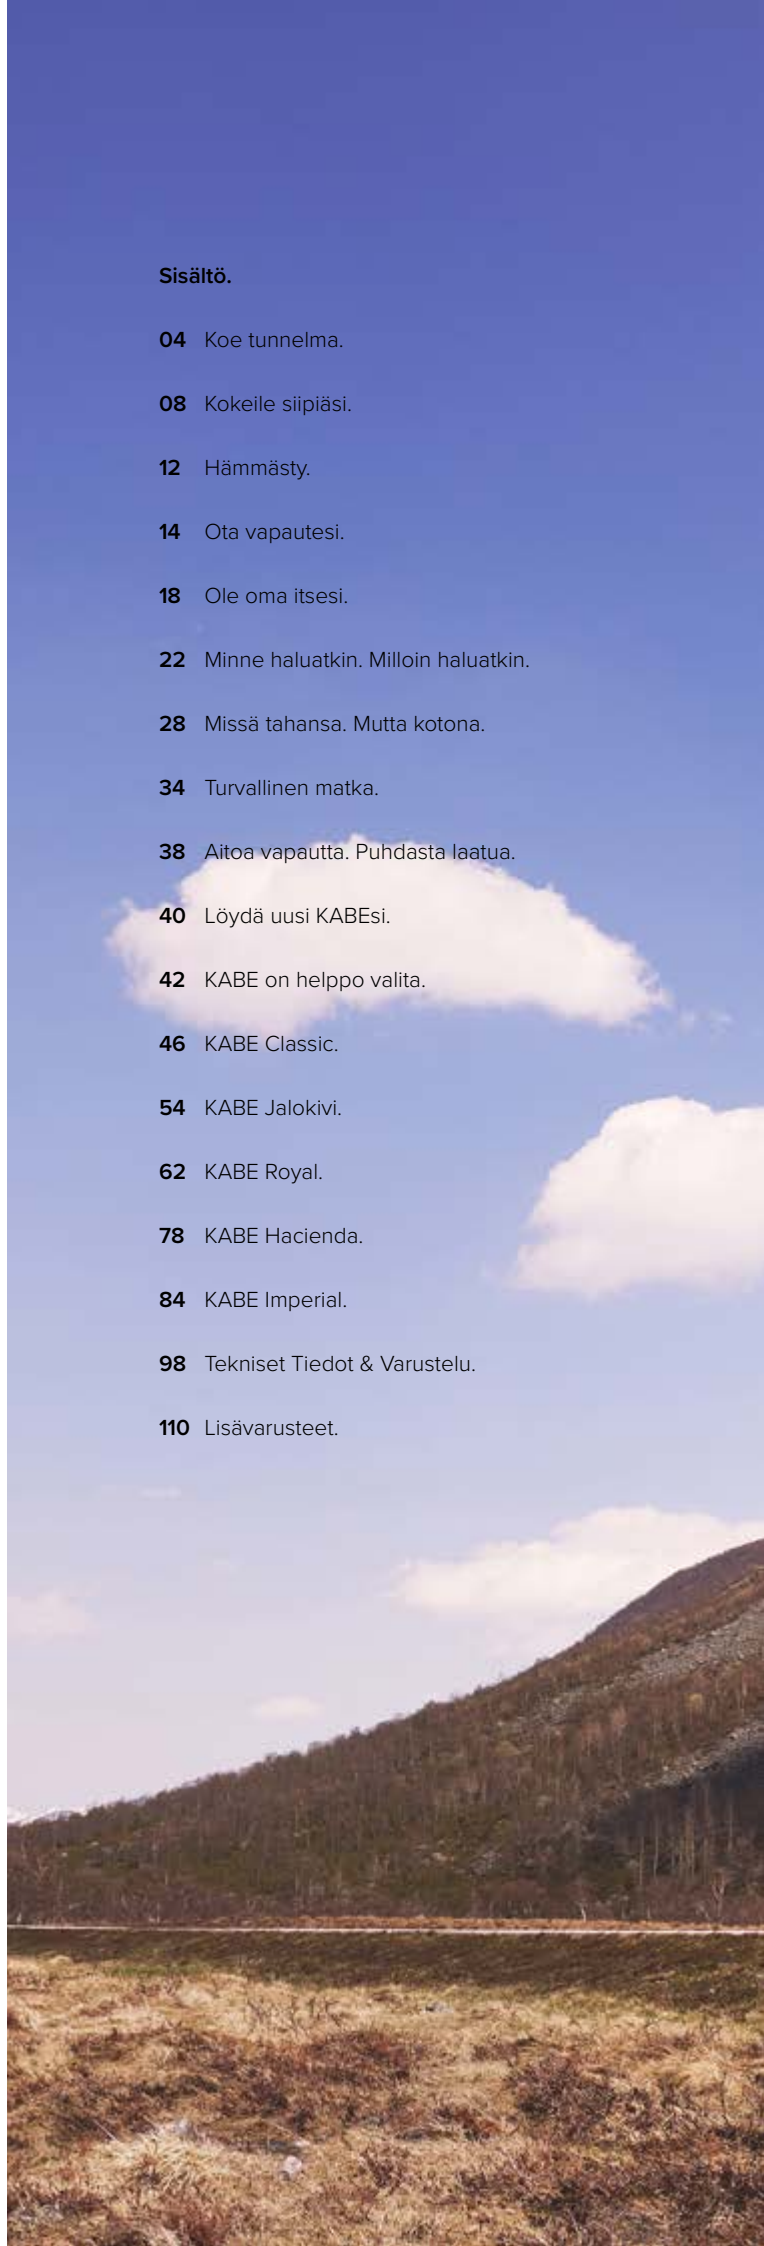 Sisältö.
04 Koe tunnelma.
08 Kokeile siipiäsi.
12 Hämmästy.
14 Ota vapautesi.
18 Ole oma itsesi.
22 Minne haluatkin. Milloin haluatkin.
28 Missä tahansa. Mutta kotona.
34 Turvallinen matka.
38 Aitoa vapautta. Puhdasta laatua.
40 Löydä uusi KABEsi.
42 KABE on helppo valita.
46 KABE Classic.
54 KABE Jalokivi.
62 KABE Royal.
78 KABE Hacienda.
84 KABE Imperial.
98 Tekniset Tiedot & Varustelu.
110 Lisävarusteet.